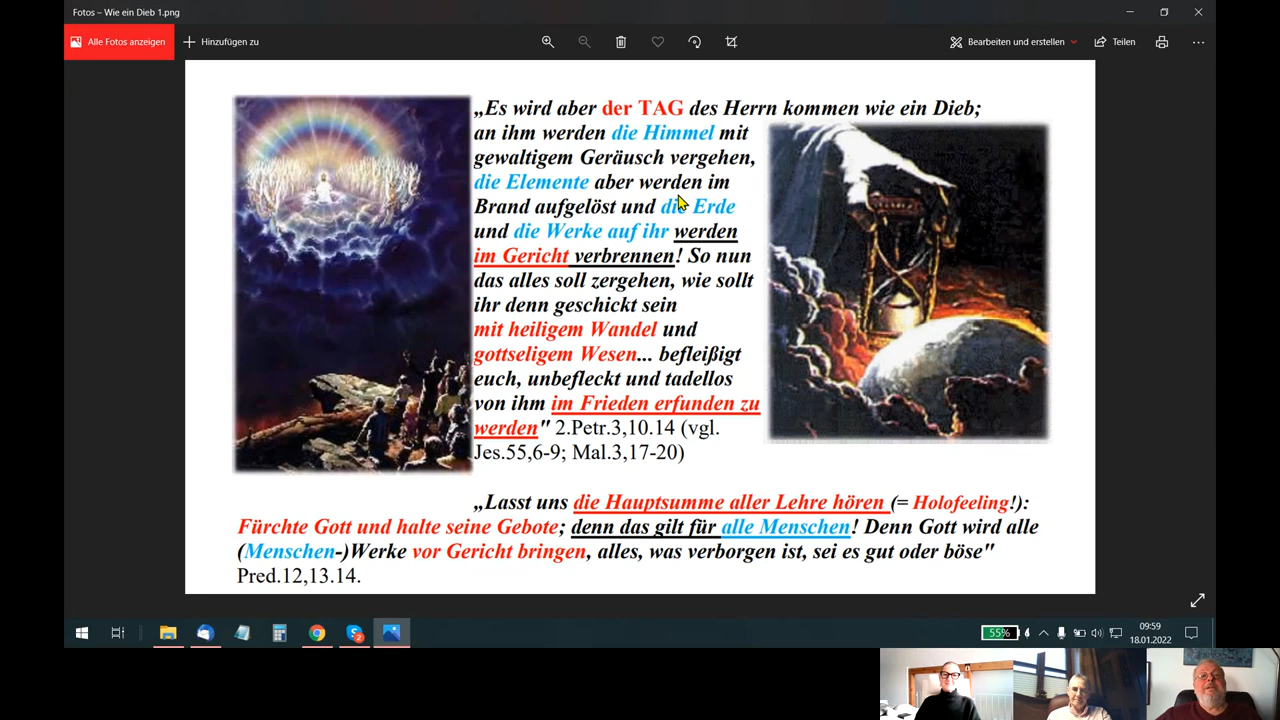 Fotos – Wie ein Dieb 1.png
Alle Fotos anzeigen
Hinzufügen zu
Bearbeiten und erstellen
Teilen
„Es wird aber der TAG des Herrn kommen wie ein Dieb;
an ihm werden die Himmel mit
gewaltigem Geräusch vergehen,
die Elemente aber werden im
Brand aufgelöst und die Erde
und die Werke auf ihr werden
im Gericht verbrennen! So nun
das alles soll zergehen, wie sollt
ihr denn geschickt sein
mit heiligem Wandel und
gottseligem Wesen... befleißigt
euch, unbefleckt und tadellos
von ihm im Frieden erfunden zu
werden" 2.Petr.3,10.14 (vgl.
Jes.55,6-9; Mal.3,17-20)
„Lasst uns die Hauptsumme aller Lehre hören (= Holofeeling!):
Fürchte Gott und halte seine Gebote; denn das gilt für alle Menschen! Denn Gott wird alle
(Menschen-)Werke vor Gericht bringen, alles, was verborgen ist, sei es gut oder böse"
Pred.12,13.14.
55%
09:59
18.01.2022